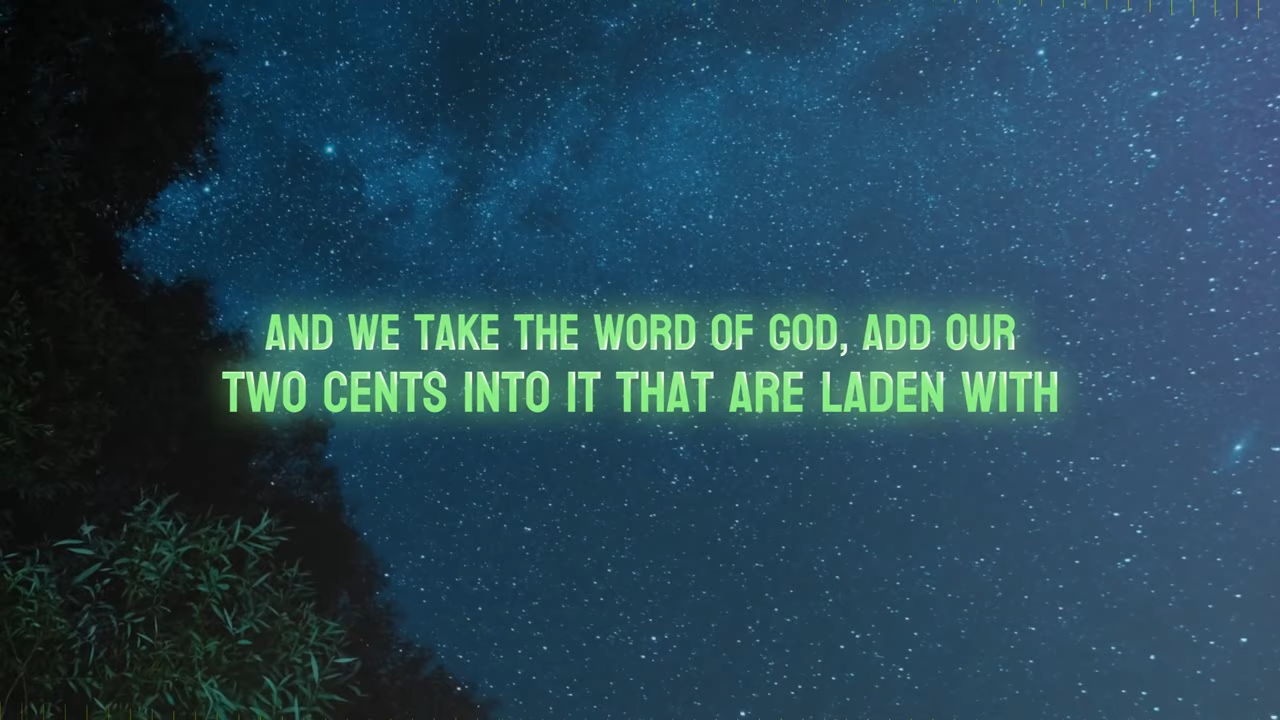 AND WE TAKE THE WORD OF GOD, ADD OUR
TWO CENTS INTO IT THAT ARE LADEN WITH